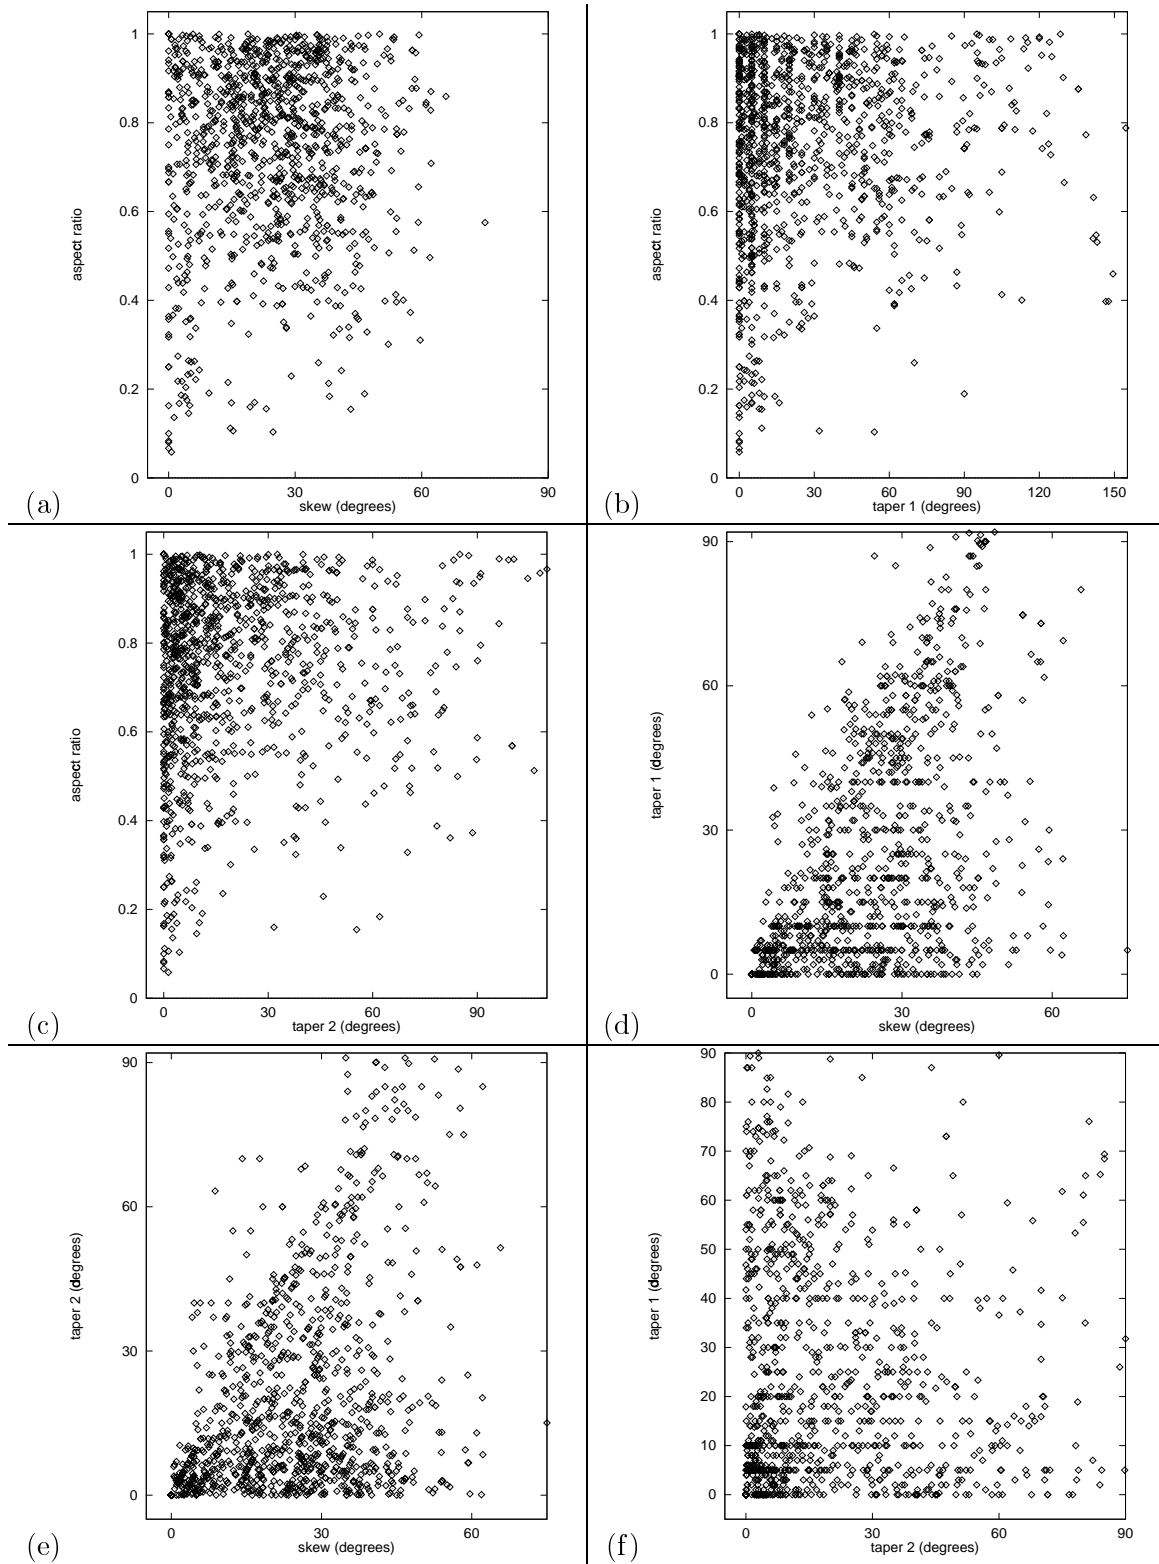 1
0.8
0.6
0.4
0.2
0
aspect ratio
0 30 60 90
skew (degrees)
(a)
1
0.8
0.6
0.4
0.2
0
aspect ratio
0 30 60 90 120 150
taper 1 (degrees)
(b)
1
0.8
0.6
0.4
0.2
0
aspect ratio
0 30 60 90
taper 2 (degrees)
(c)
90
60
30
0
taper 1 (degrees)
0 30 60
skew (degrees)
(d)
90
60
30
0
taper 2 (degrees)
0 30 60
skew (degrees)
(e)
90
80
70
60
50
40
30
20
10
0
taper 1 (degrees)
0 30 60 90
taper 2 (degrees)
(f)